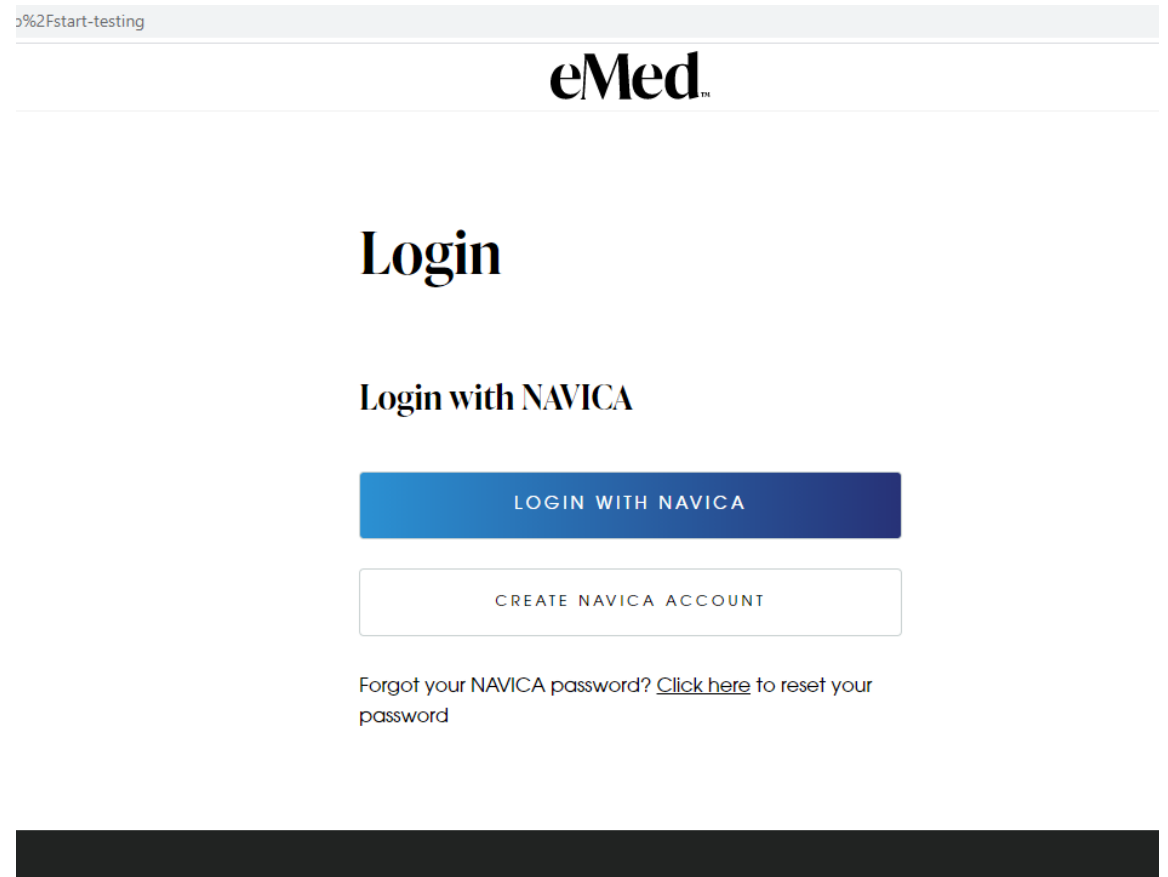 %2Fstart-testing
eMed™
Login
Login with NAVICA
LOGIN WITH NAVICA
CREATE NAVICA ACCOUNT
Forgot your NAVICA password? Click here to reset your
password